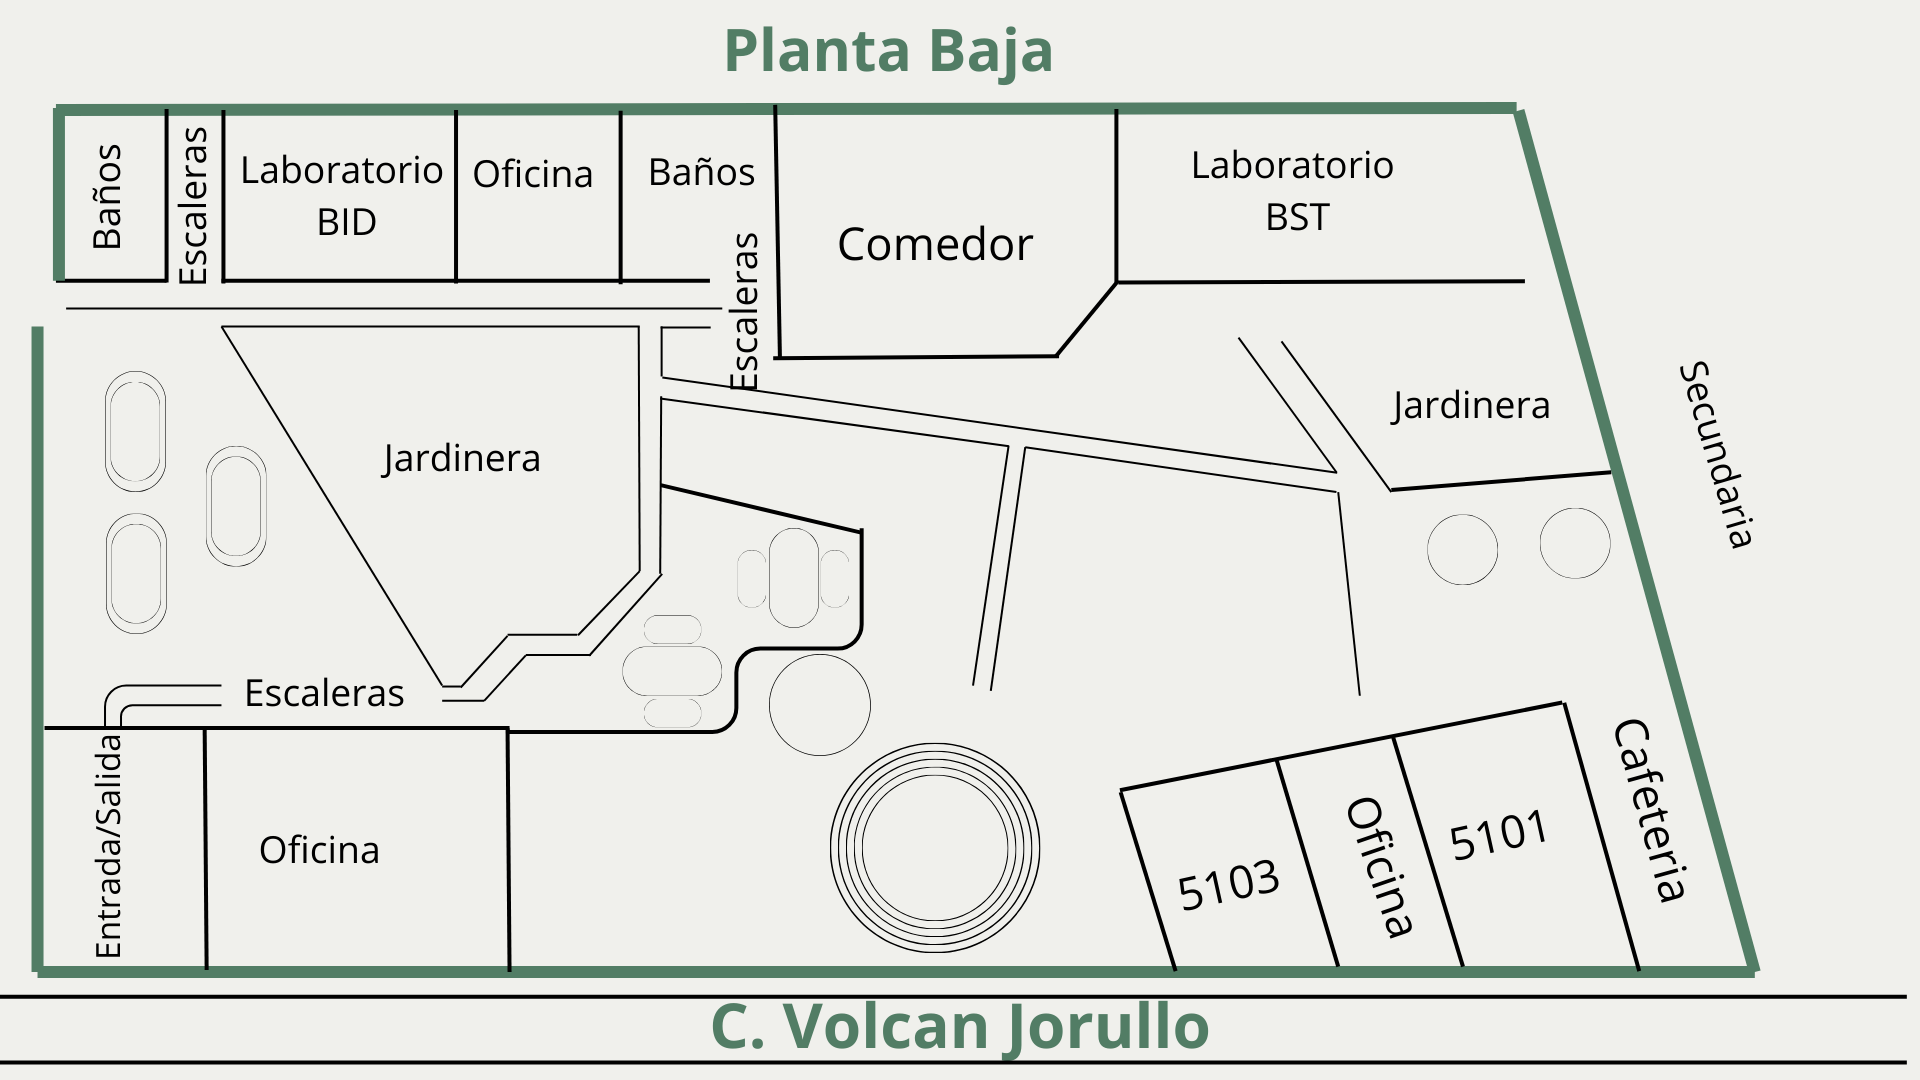 Planta Baja
Baños
Escaleras
Laboratorio
BID
Oficina
Baños
Escaleras
Comedor
Laboratorio
BST
Jardinera
Jardinera
Secundaria
Escaleras
Entrada/Salida
Oficina
5103
Oficina
5101
Cafeteria
C. Volcan Jorullo